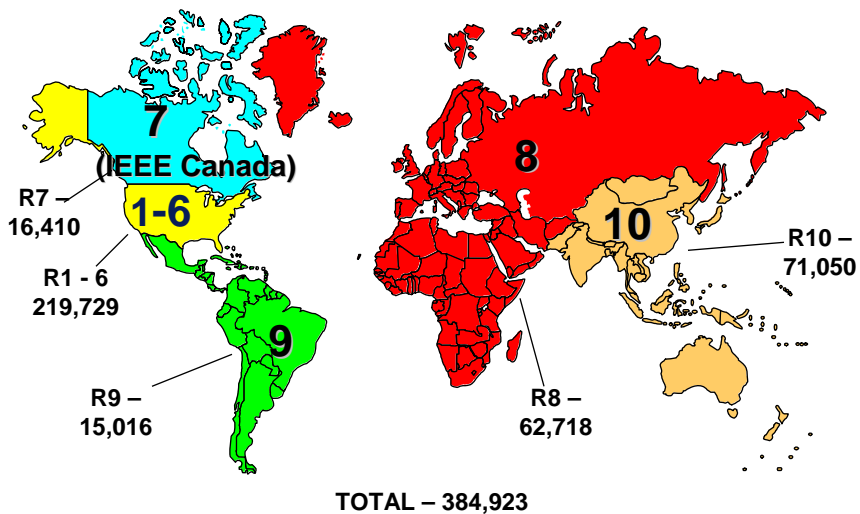 7
(IEEE Canada)
8
R7 –
16,410
1-6
10
R10 –
71,050
R1 - 6
219,729
9
R9 –
15,016
R8 –
62,718
TOTAL – 384,923